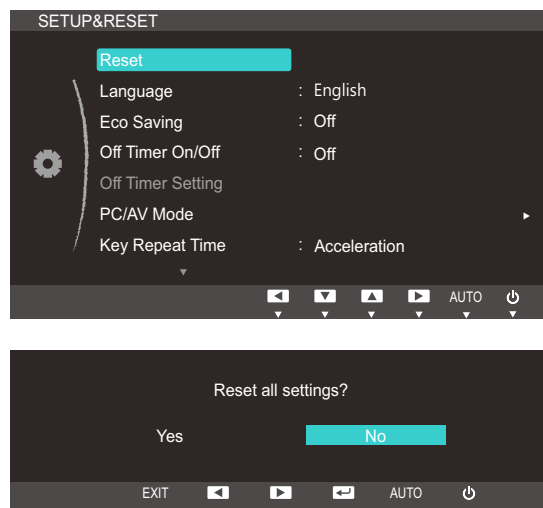 SETUP&RESET
Reset
Language : English
Eco Saving : Off
Off Timer On/Off : Off
Off Timer Setting
PC/AV Mode
Key Repeat Time : Acceleration
AUTO
Reset all settings?
Yes No
EXIT AUTO